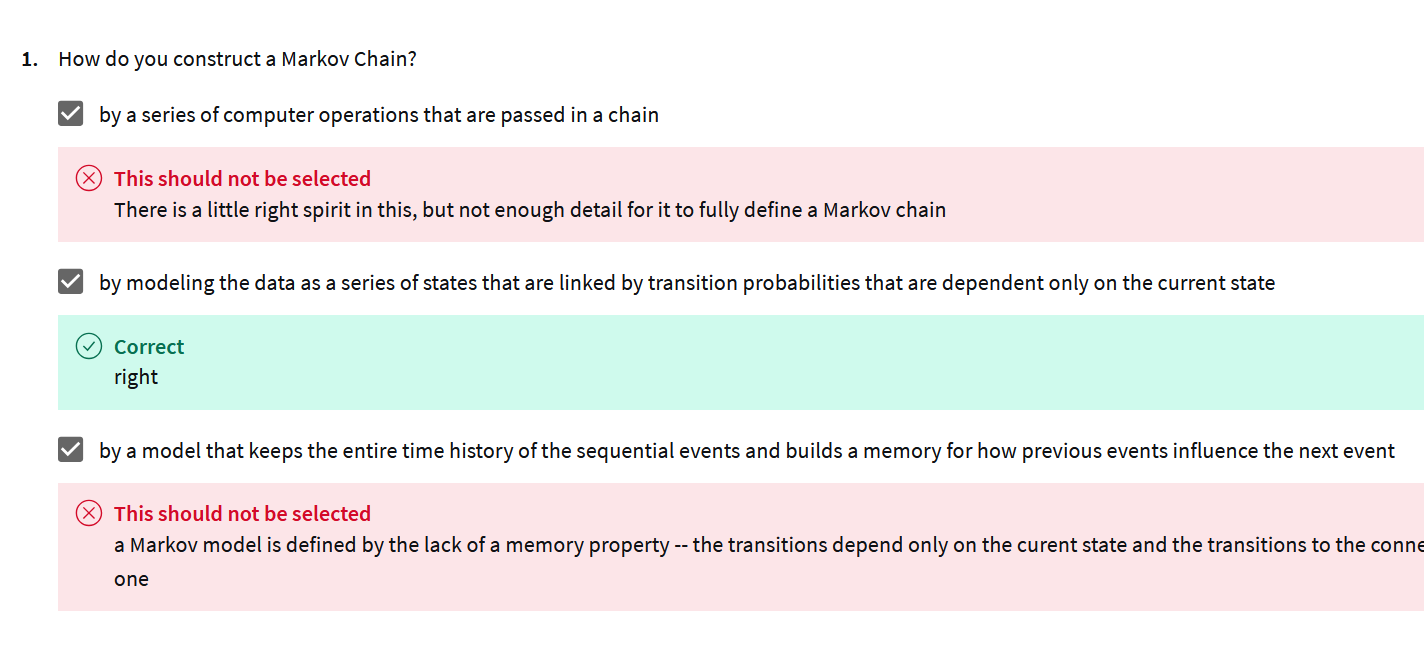 1. How do you construct a Markov Chain?
by a series of computer operations that are passed in a chain
This should not be selected
There is a little right spirit in this, but not enough detail for it to fully define a Markov chain
by modeling the data as a series of states that are linked by transition probabilities that are dependent only on the current state
Correct
right
by a model that keeps the entire time history of the sequential events and builds a memory for how previous events influence the next event
This should not be selected
a Markov model is defined by the lack of a memory property -- the transitions depend only on the curent state and the transitions to the
one